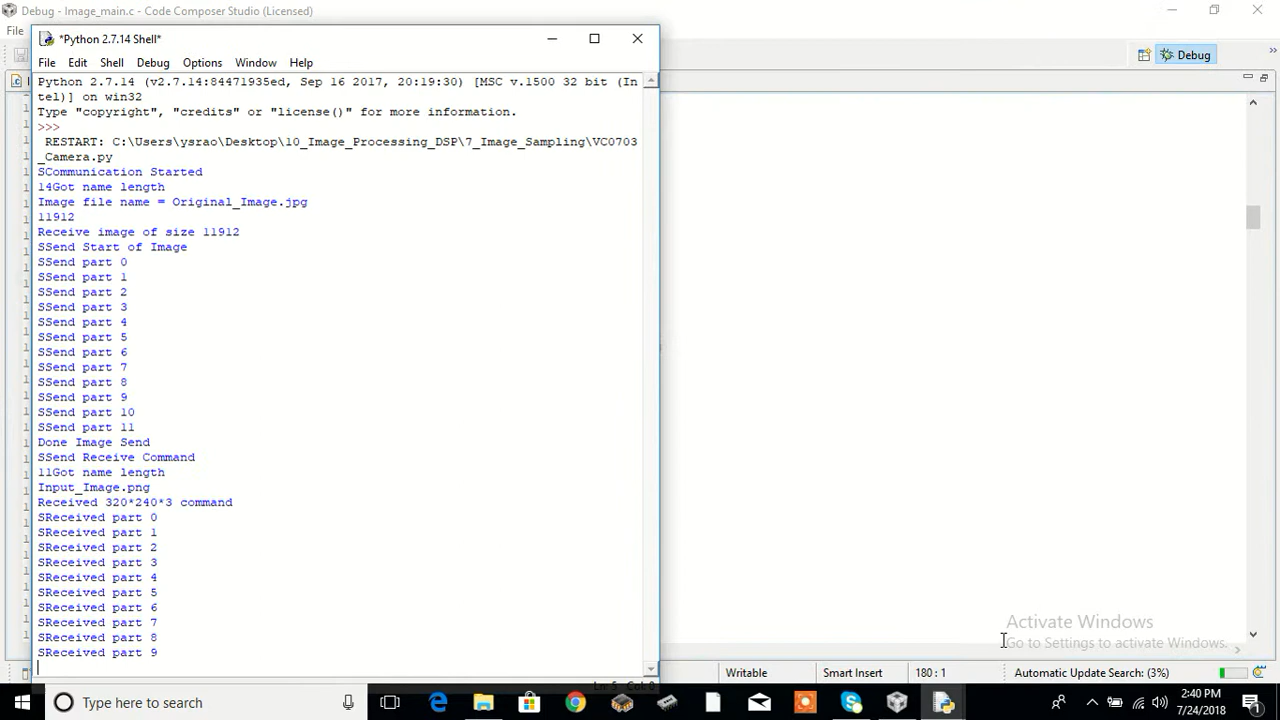 Debug - Image_main.c - Code Composer Studio (Licensed)
File
Debug
*Python 2.7.14 Shell*
File Edit Shell Debug Options Window Help
Python 2.7.14 (v2.7.14:84471935ed, Sep 16 2017, 20:19:30) [MSC v.1500 32 bit (In
tel)] on win32
Type "copyright", "credits" or "license()" for more information.
>>>
RESTART: C:\Users\ysrao\Desktop\10_Image_Processing_DSP\7_Image_Sampling\VC0703
_Camera.py
SCommunication Started
14Got name length
Image file name = Original_Image.jpg
11912
Receive image of size 11912
SSend Start of Image
SSend part 0
SSend part 1
SSend part 2
SSend part 3
SSend part 4
SSend part 5
SSend part 6
SSend part 7
SSend part 8
SSend part 9
SSend part 10
SSend part 11
Done Image Send
SSend Receive Command
11Got name length
Input_Image.png
Received 320*240*3 command
SReceived part 0
SReceived part 1
SReceived part 2
SReceived part 3
SReceived part 4
SReceived part 5
SReceived part 6
SReceived part 7
SReceived part 8
SReceived part 9
Activate Windows
Go to Settings to activate Windows.
Writable Smart Insert 180 : 1 Automatic Update Search: (3%)
Type here to search
2:40 PM
7/24/2018